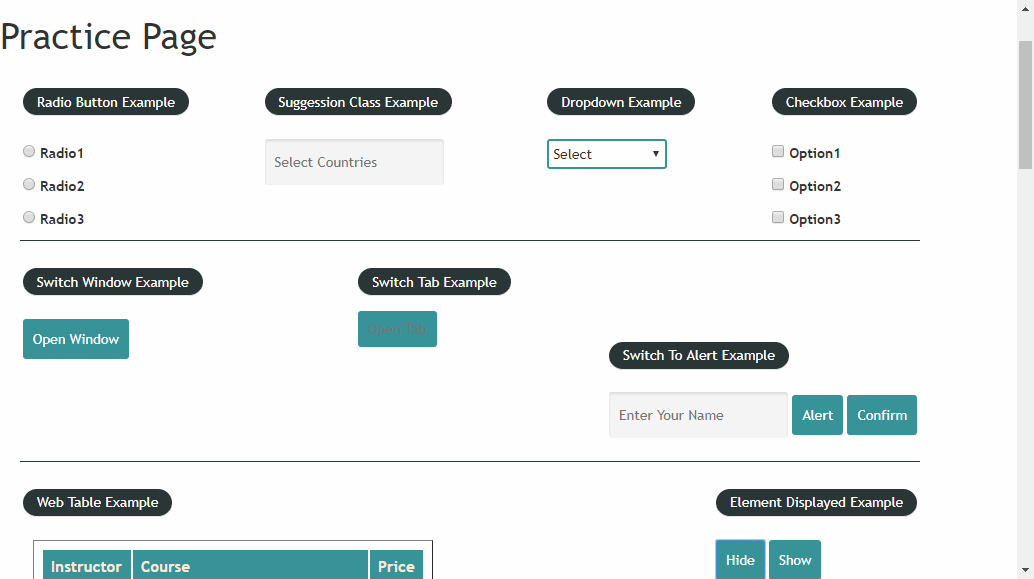 Practice Page
Radio Button Example
Suggession Class Example
Dropdown Example
Checkbox Example
Radio1
Select Countries
Select
Option1
Radio2
Option2
Radio3
Option3
Switch Window Example
Switch Tab Example
Open Window
Open Tab
Switch To Alert Example
Enter Your Name
Alert
Confirm
Web Table Example
Element Displayed Example
Instructor
Course
Price
Hide
Show